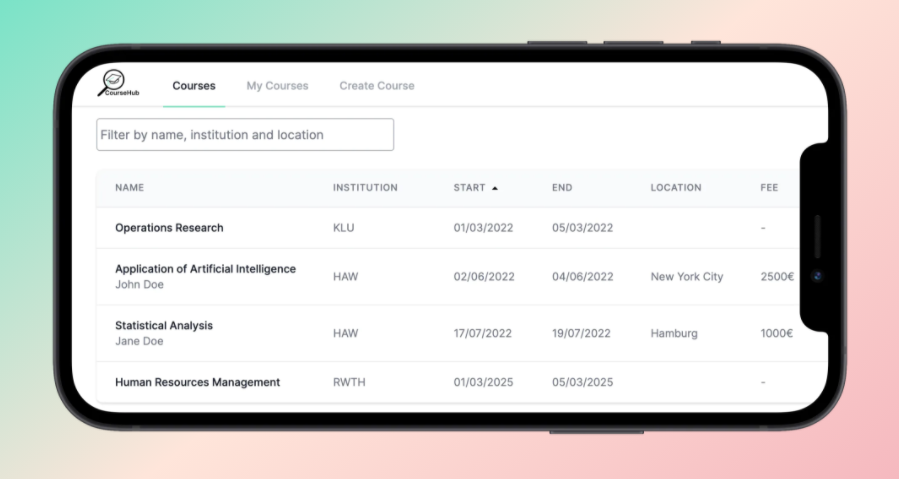 CourseHub
Courses My Courses Create Course
Filter by name, institution and location
NAME INSTITUTION START END LOCATION FEE
Operations Research KLU 01/03/2022 05/03/2022 -
Application of Artificial Intelligence
John Doe HAW 02/06/2022 04/06/2022 New York City 2500€
Statistical Analysis
Jane Doe HAW 17/07/2022 19/07/2022 Hamburg 1000€
Human Resources Management RWTH 01/03/2025 05/03/2025 -